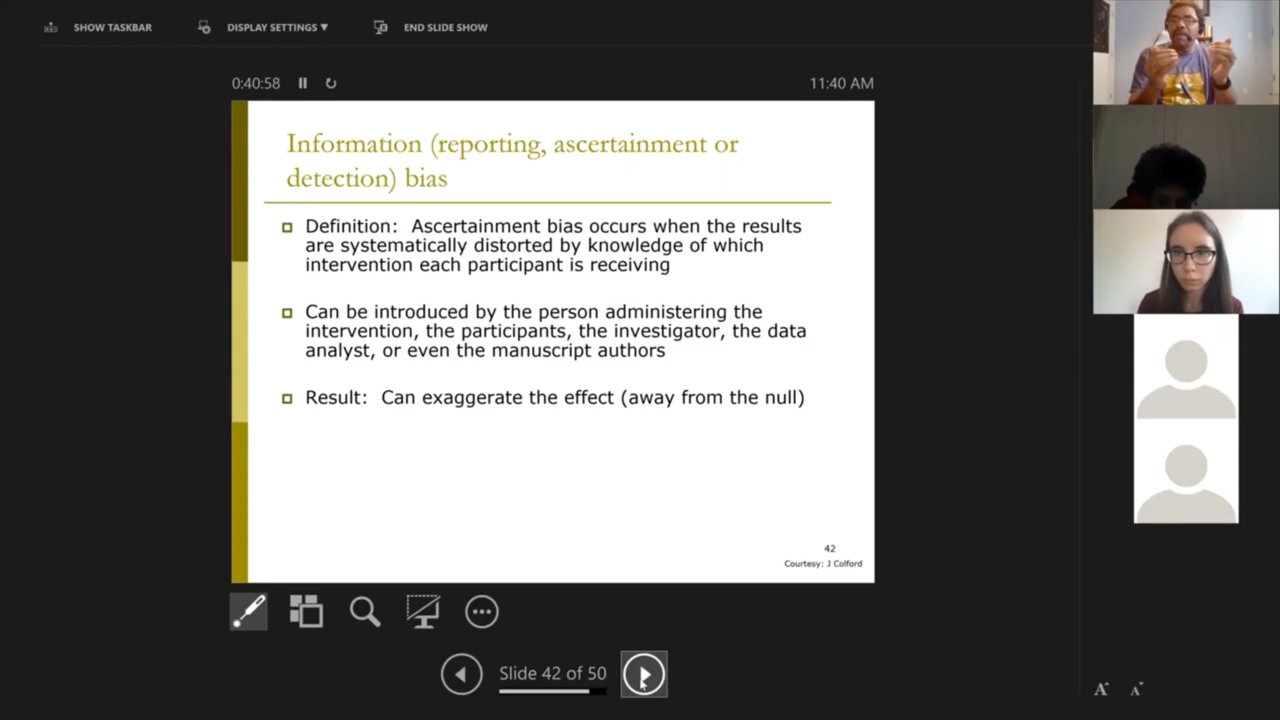 SHOW TASKBAR
DISPLAY SETTINGS ▼
END SLIDE SHOW
0:40:58
11:40 AM
Information (reporting, ascertainment or
detection) bias
Definition: Ascertainment bias occurs when the results
are systematically distorted by knowledge of which
intervention each participant is receiving
Can be introduced by the person administering the
intervention, the participants, the investigator, the data
analyst, or even the manuscript authors
Result: Can exaggerate the effect (away from the null)
42
Courtesy: J Colford
Slide 42 of 50
A A